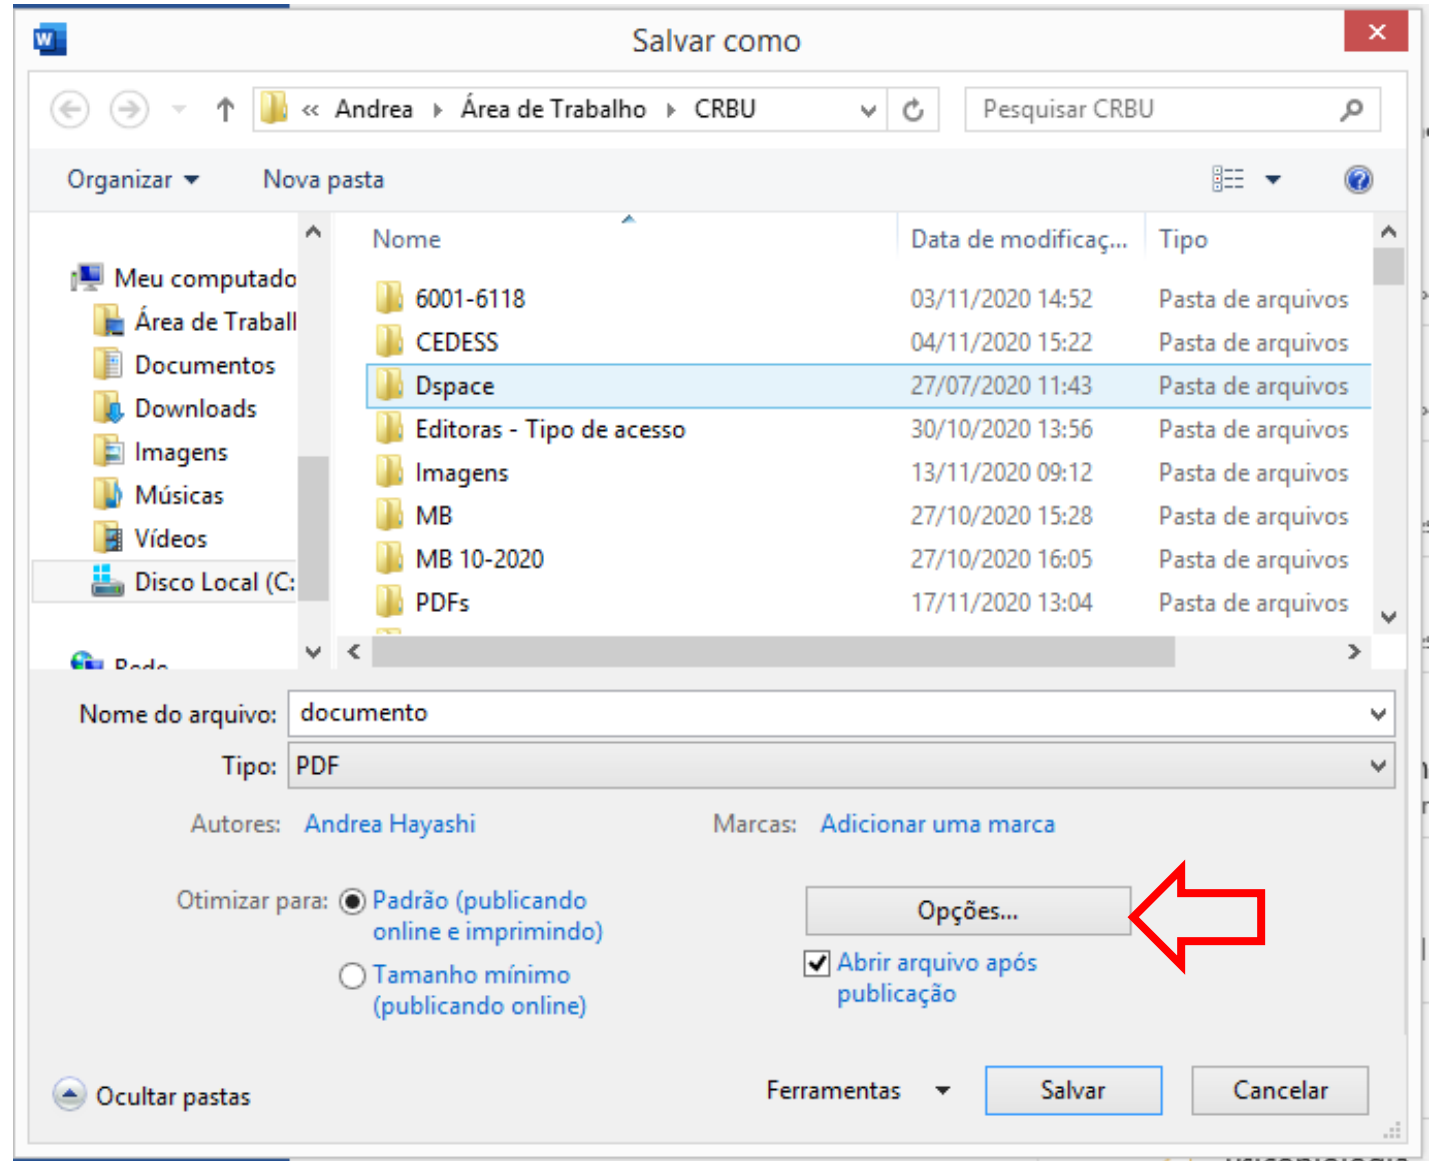 Salvar como
« Andrea Área de Trabalho CRBU Pesquisar CRBU
Organizar Nova pasta
Nome Data de modificaç... Tipo
Meu computado
Área de Traball
Documentos
Downloads
Imagens
Músicas
Vídeos
Disco Local (C:
6001-6118 03/11/2020 14:52 Pasta de arquivos
CEDESS 04/11/2020 15:22 Pasta de arquivos
Dspace 27/07/2020 11:43 Pasta de arquivos
Editoras - Tipo de acesso 30/10/2020 13:56 Pasta de arquivos
Imagens 13/11/2020 09:12 Pasta de arquivos
MB 27/10/2020 15:28 Pasta de arquivos
MB 10-2020 27/10/2020 16:05 Pasta de arquivos
PDFs 17/11/2020 13:04 Pasta de arquivos
Rede
Nome do arquivo: documento
Tipo: PDF
Autores: Andrea Hayashi Marcas: Adicionar uma marca
Otimizar para: Padrão (publicando
online e imprimindo)
Tamanho mínimo
(publicando online)
Opções...
Abrir arquivo após
publicação
Ocultar pastas Ferramentas Salvar Cancelar